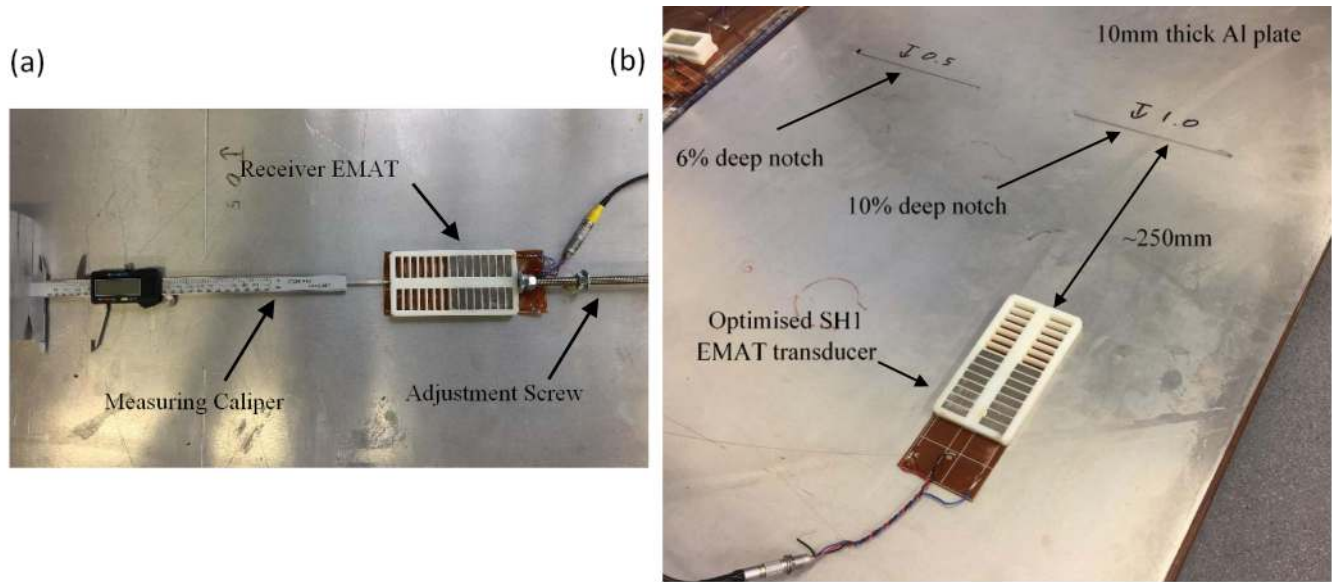 (a)
(b)
50↑
Receiver EMAT
Measuring Caliper
Adjustment Screw
10mm thick Al plate
↧ 0.5
↧ 1.0
6% deep notch
10% deep notch
~250mm
Optimised SH1
EMAT transducer